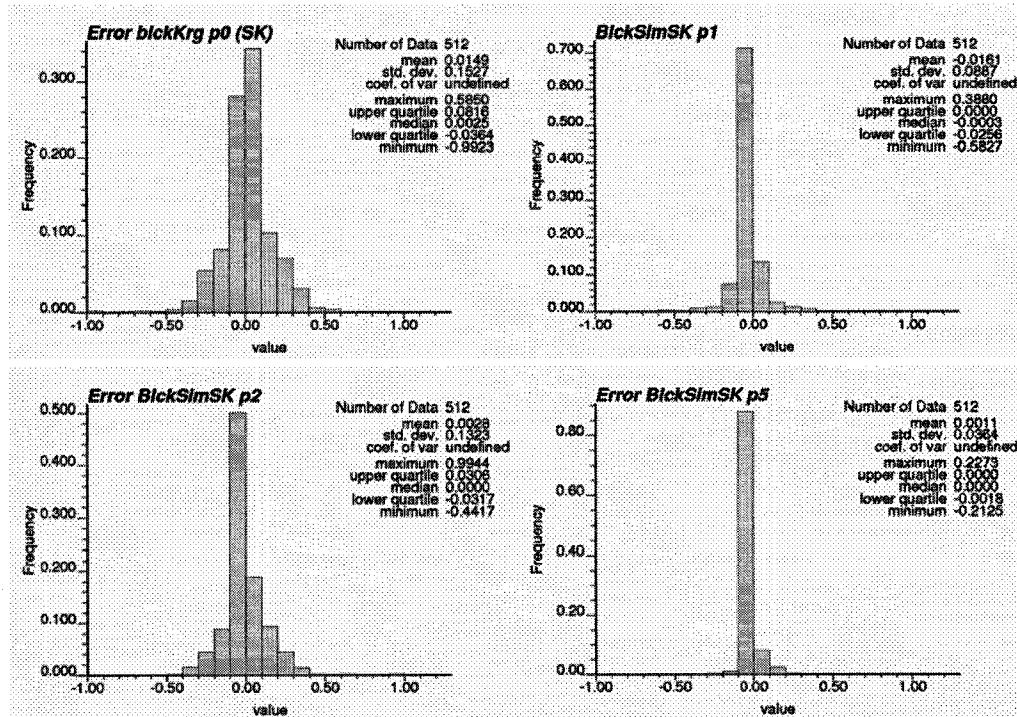 Error blckKrg p0 (SK)
Number of Data 512
mean 0.0149
std. dev. 0.1527
coef. of var undefined
maximum 0.5850
upper quartile 0.0816
median 0.0025
lower quartile -0.0364
minimum -0.9923
Frequency
0.300
0.200
0.100
0.000
-1.00 -0.50 0.00 0.50 1.00
value
BlckSimSK p1
Number of Data 512
mean -0.0161
std. dev. 0.0887
coef. of var undefined
maximum 0.3880
upper quartile 0.0000
median -0.0003
lower quartile -0.0256
minimum -0.5827
Frequency
0.700
0.600
0.500
0.400
0.300
0.200
0.100
0.000
-1.00 -0.50 0.00 0.50 1.00
value
Error BlckSimSK p2
Number of Data 512
mean 0.0028
std. dev. 0.1323
coef. of var undefined
maximum 0.9944
upper quartile 0.0306
median 0.0000
lower quartile -0.0317
minimum -0.4417
Frequency
0.500
0.400
0.300
0.200
0.100
0.000
-1.00 -0.50 0.00 0.50 1.00
value
Error BlckSimSK p5
Number of Data 512
mean 0.0011
std. dev. 0.0364
coef. of var undefined
maximum 0.2273
upper quartile 0.0000
median 0.0000
lower quartile -0.0018
minimum -0.2125
Frequency
0.80
0.60
0.40
0.20
0.00
-1.00 -0.50 0.00 0.50 1.00
value